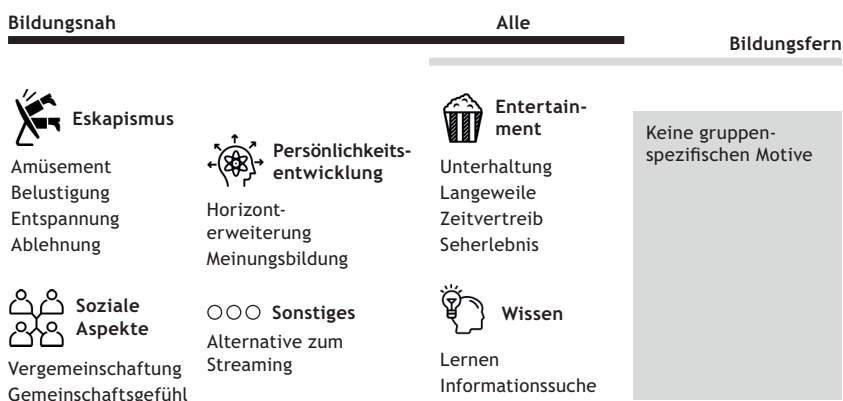 Bildungsnah
Alle
Bildungsfern
Eskapismus
Amüsement
Belustigung
Entspannung
Ablehnung
Persönlichkeits-
entwicklung
Horizont-
erweiterung
Meinungsbildung
Entertain-
ment
Unterhaltung
Langeweile
Zeitvertreib
Seherlebnis
Keine gruppen-
spezifischen Motive
Soziale
Aspekte
Vergemeinschaftung
Gemeinschaftsgefühl
Sonstiges
Alternative zum
Streaming
Wissen
Lernen
Informationssuche